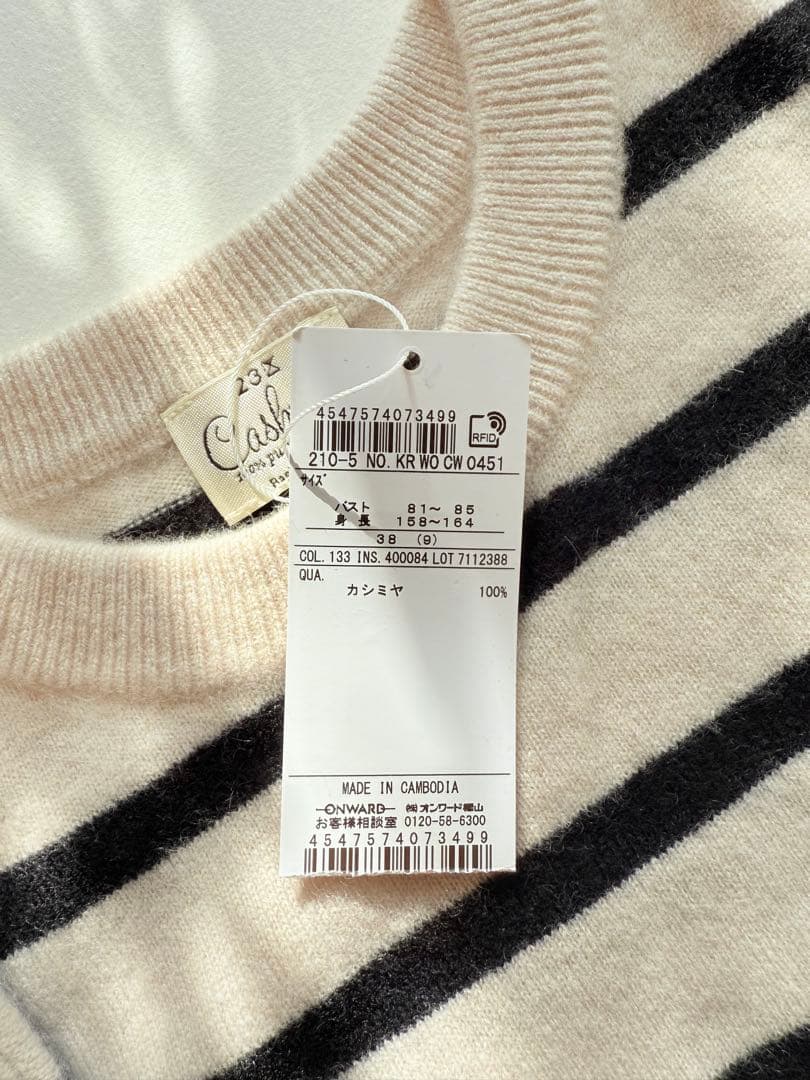 23区
Cash
100% pu
4547574073499
RFID
210-5 NO. KR WO CW 0451
サイズ
バスト 81～ 85
身長 158～164
38 (9)
COL. 133 INS. 400084 LOT 7112388
QUA.
カシミヤ 100%
MADE IN CAMBODIA
ONWARD ㈱オンワード樫山
お客様相談室 0120-58-6300
4547574073499